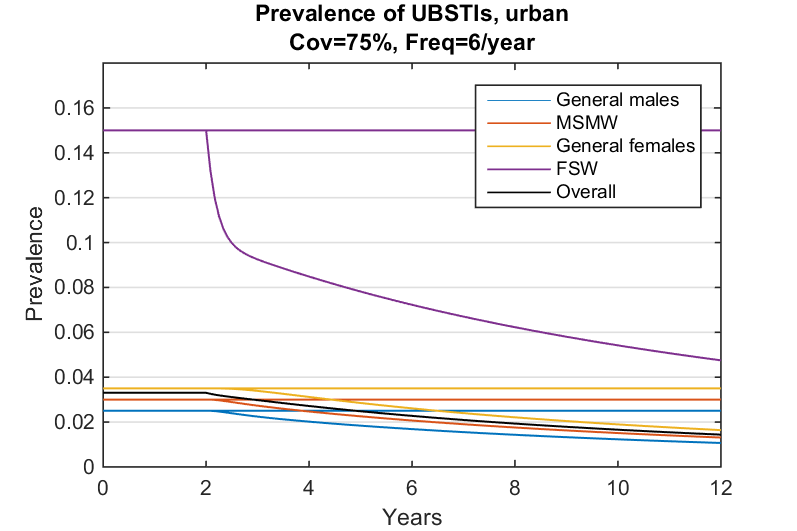 Prevalence of UBSTIs, urban
Cov=75%, Freq=6/year
General males
MSMW
General females
FSW
Overall
Prevalence
0.16
0.14
0.12
0.1
0.08
0.06
0.04
0.02
0
0 2 4 6 8 10 12
Years